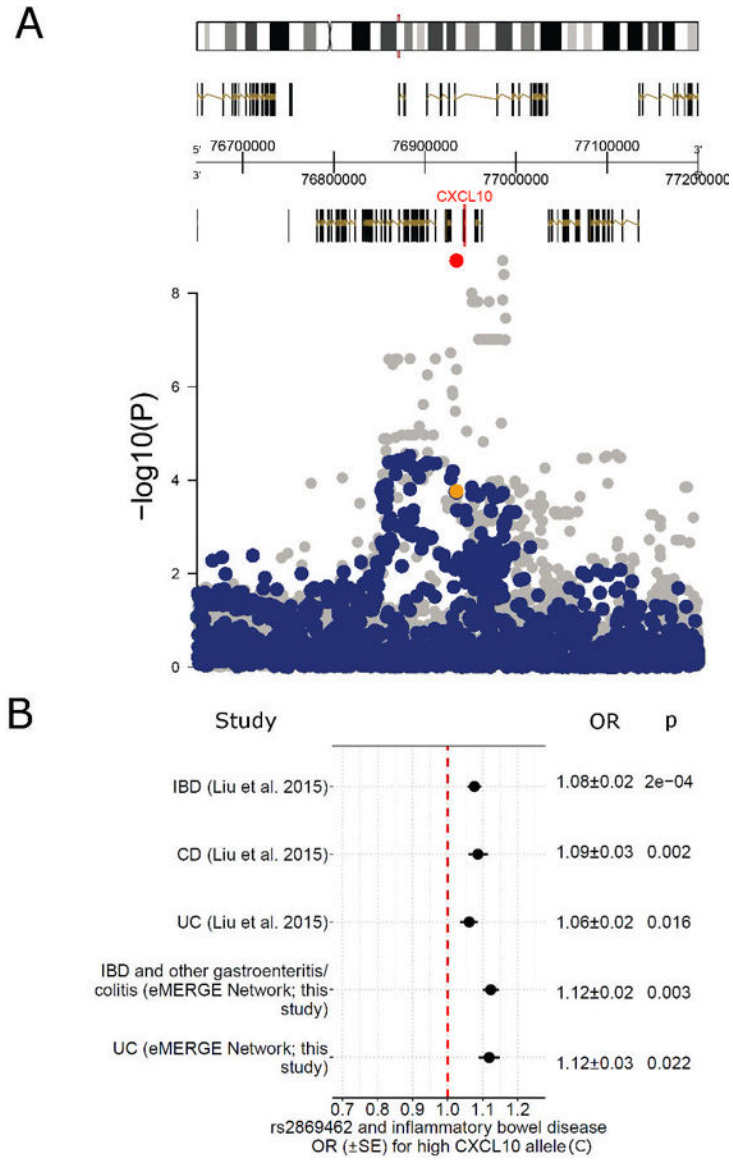 A
5' 76700000 76900000 77100000 3'
3' 76800000 77000000 77200000 5'
CXCL10
8
6
4
2
0
−log10(P)
B
Study OR p
IBD (Liu et al. 2015) 1.08±0.02 2e−04
CD (Liu et al. 2015) 1.09±0.03 0.002
UC (Liu et al. 2015) 1.06±0.02 0.016
IBD and other gastroenteritis/
colitis (eMERGE Network; this
study) 1.12±0.02 0.003
UC (eMERGE Network; this
study) 1.12±0.03 0.022
0.7 0.8 0.9 1.0 1.1 1.2
rs2869462 and inflammatory bowel disease
OR (±SE) for high CXCL10 allele (C)